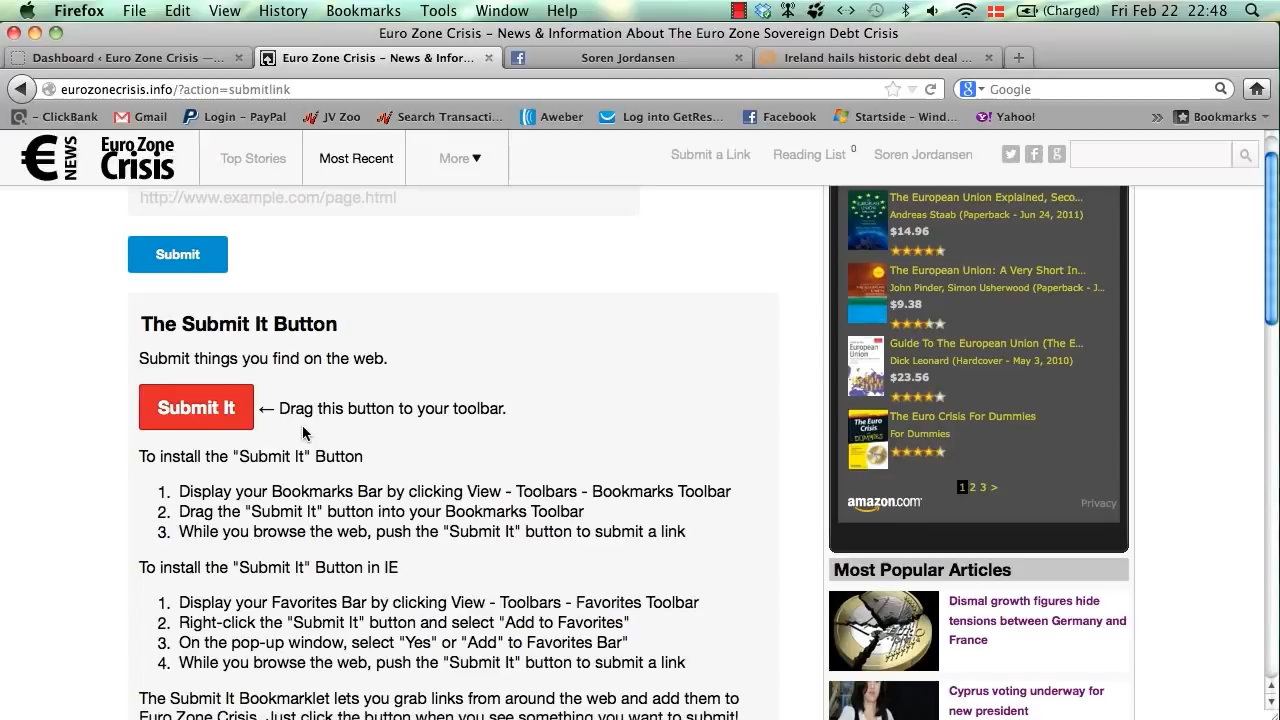 Firefox File Edit View History Bookmarks Tools Window Help (Charged) Fri Feb 22 22:48
Euro Zone Crisis – News & Information About The Euro Zone Sovereign Debt Crisis
Dashboard ‹ Euro Zone Crisis —... Euro Zone Crisis – News & Infor... Soren Jordansen Ireland hails historic debt deal ...
eurozonecrisis.info/?action=submitlink Google
- ClickBank Gmail Login - PayPal JV Zoo Search Transacti... Aweber Log into GetRes... Facebook Startside - Wind... Yahoo! » Bookmarks
€ NEWS Euro Zone Crisis Top Stories Most Recent More ▼ Submit a Link Reading List 0 Soren Jordansen
http://www.example.com/page.html
Submit
The Submit It Button
Submit things you find on the web.
Submit It ← Drag this button to your toolbar.
To install the "Submit It" Button
1. Display your Bookmarks Bar by clicking View - Toolbars - Bookmarks Toolbar
2. Drag the "Submit It" button into your Bookmarks Toolbar
3. While you browse the web, push the "Submit It" button to submit a link
To install the "Submit It" Button in IE
1. Display your Favorites Bar by clicking View - Toolbars - Favorites Toolbar
2. Right-click the "Submit It" button and select "Add to Favorites"
3. On the pop-up window, select "Yes" or "Add" to Favorites Bar"
4. While you browse the web, push the "Submit It" button to submit a link
The Submit It Bookmarklet lets you grab links from around the web and add them to
Euro Zone Crisis. Just click the button when you see something you want to submit!
The European Union Explained, Seco...
Andreas Staab (Paperback - Jun 24, 2011)
$14.96
The European Union: A Very Short In...
John Pinder, Simon Usherwood (Paperback - J...
$9.38
Guide To The European Union (The E...
Dick Leonard (Hardcover - May 3, 2010)
$23.56
The Euro Crisis For Dummies
For Dummies
1 2 3 >
amazon.com Privacy
Most Popular Articles
Dismal growth figures hide
tensions between Germany and
France
Cyprus voting underway for
new president